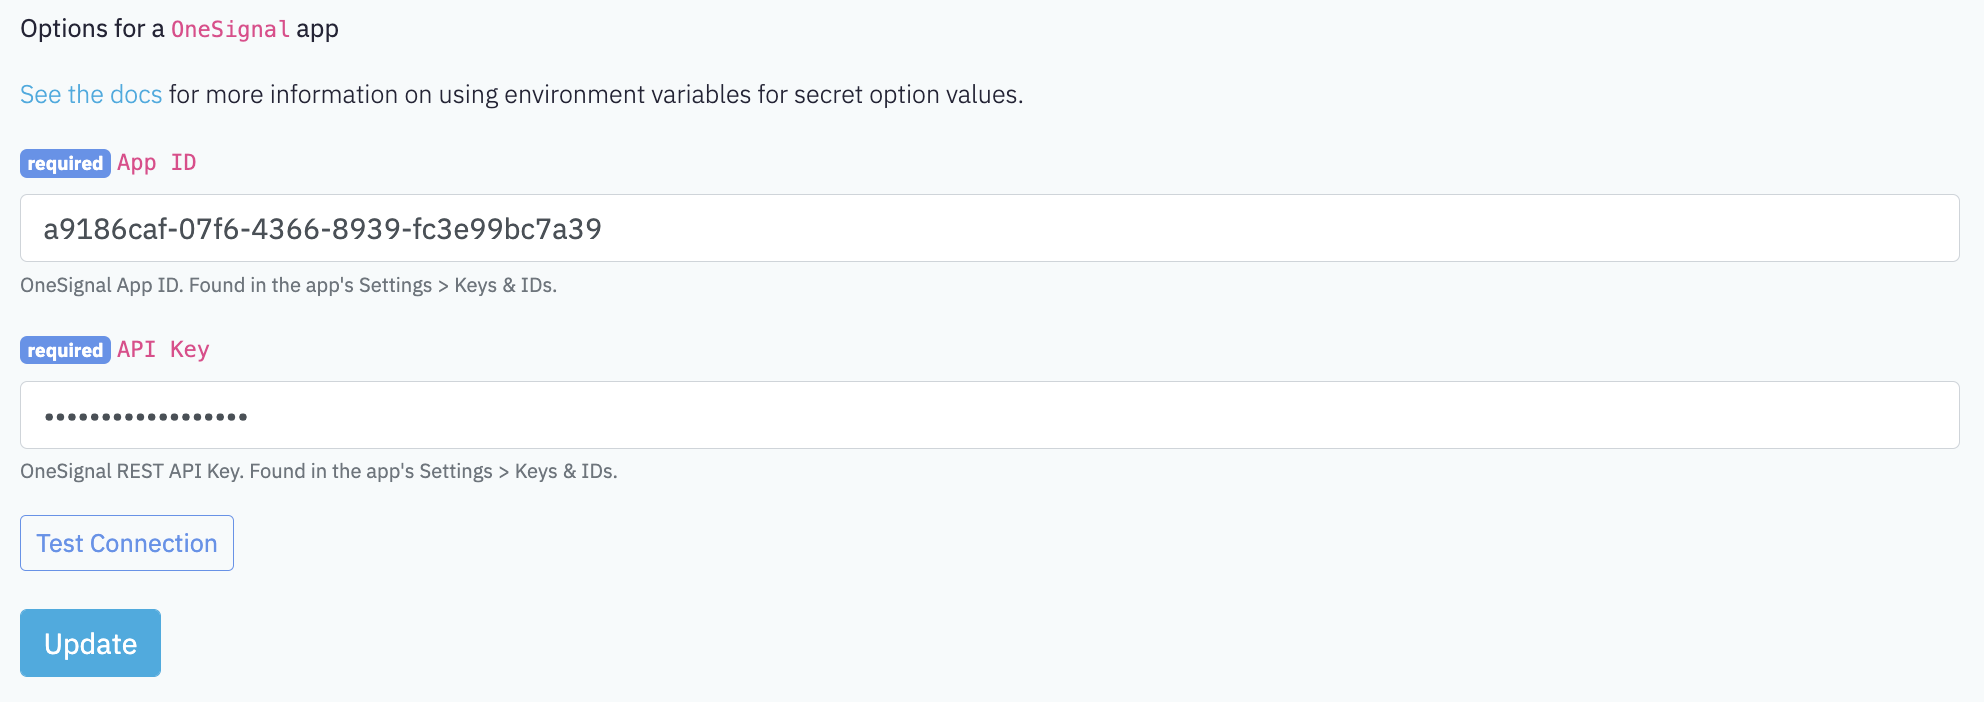 Options for a OneSignal app
See the docs for more information on using environment variables for secret option values.
required App ID
a9186caf-07f6-4366-8939-fc3e99bc7a39
OneSignal App ID. Found in the app's Settings > Keys & IDs.
required API Key
••••••••••••••••••
OneSignal REST API Key. Found in the app's Settings > Keys & IDs.
Test Connection
Update